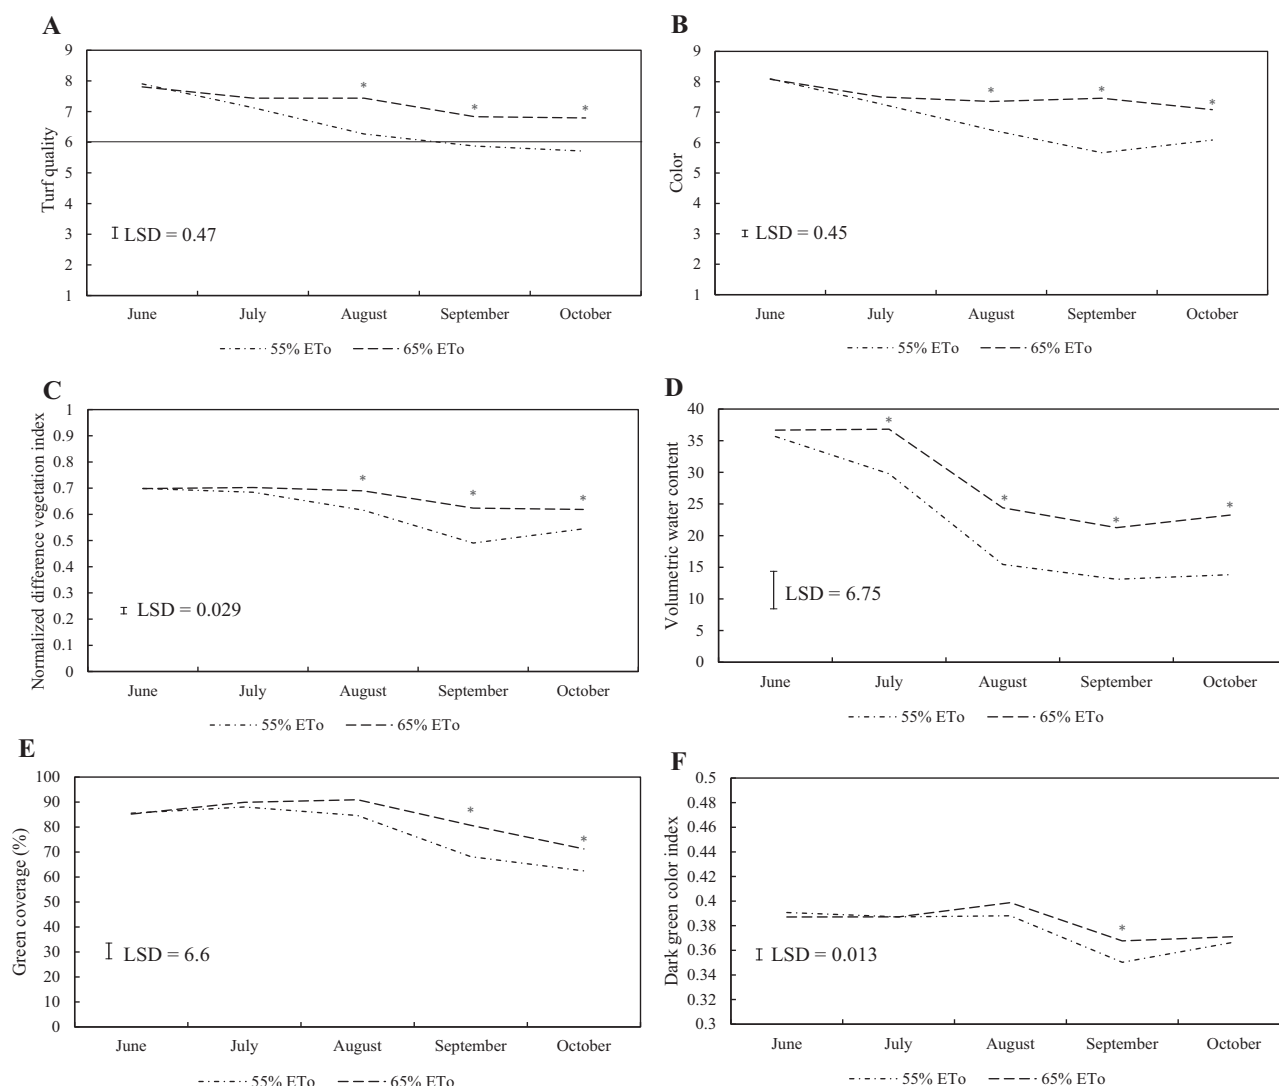 A
9
8
7
6
5
4
3
2
1
Turf quality
* * *
LSD = 0.47
June July August September October
55% ETo 65% ETo
B
9
8
7
6
5
4
3
2
1
Color
* * *
LSD = 0.45
June July August September October
55% ETo 65% ETo
C
1
0.9
0.8
0.7
0.6
0.5
0.4
0.3
0.2
0.1
0
Normalized difference vegetation index
* * *
LSD = 0.029
June July August September October
55% ETo 65% ETo
D
40
35
30
25
20
15
10
5
0
Volumetric water content
* * * *
LSD = 6.75
June July August September October
55% ETo 65% ETo
E
100
90
80
70
60
50
40
30
20
10
0
Green coverage (%)
* *
LSD = 6.6
June July August September October
55% ETo 65% ETo
F
0.5
0.48
0.46
0.44
0.42
0.4
0.38
0.36
0.34
0.32
0.3
Dark green color index
*
LSD = 0.013
June July August September October
55% ETo 65% ETo